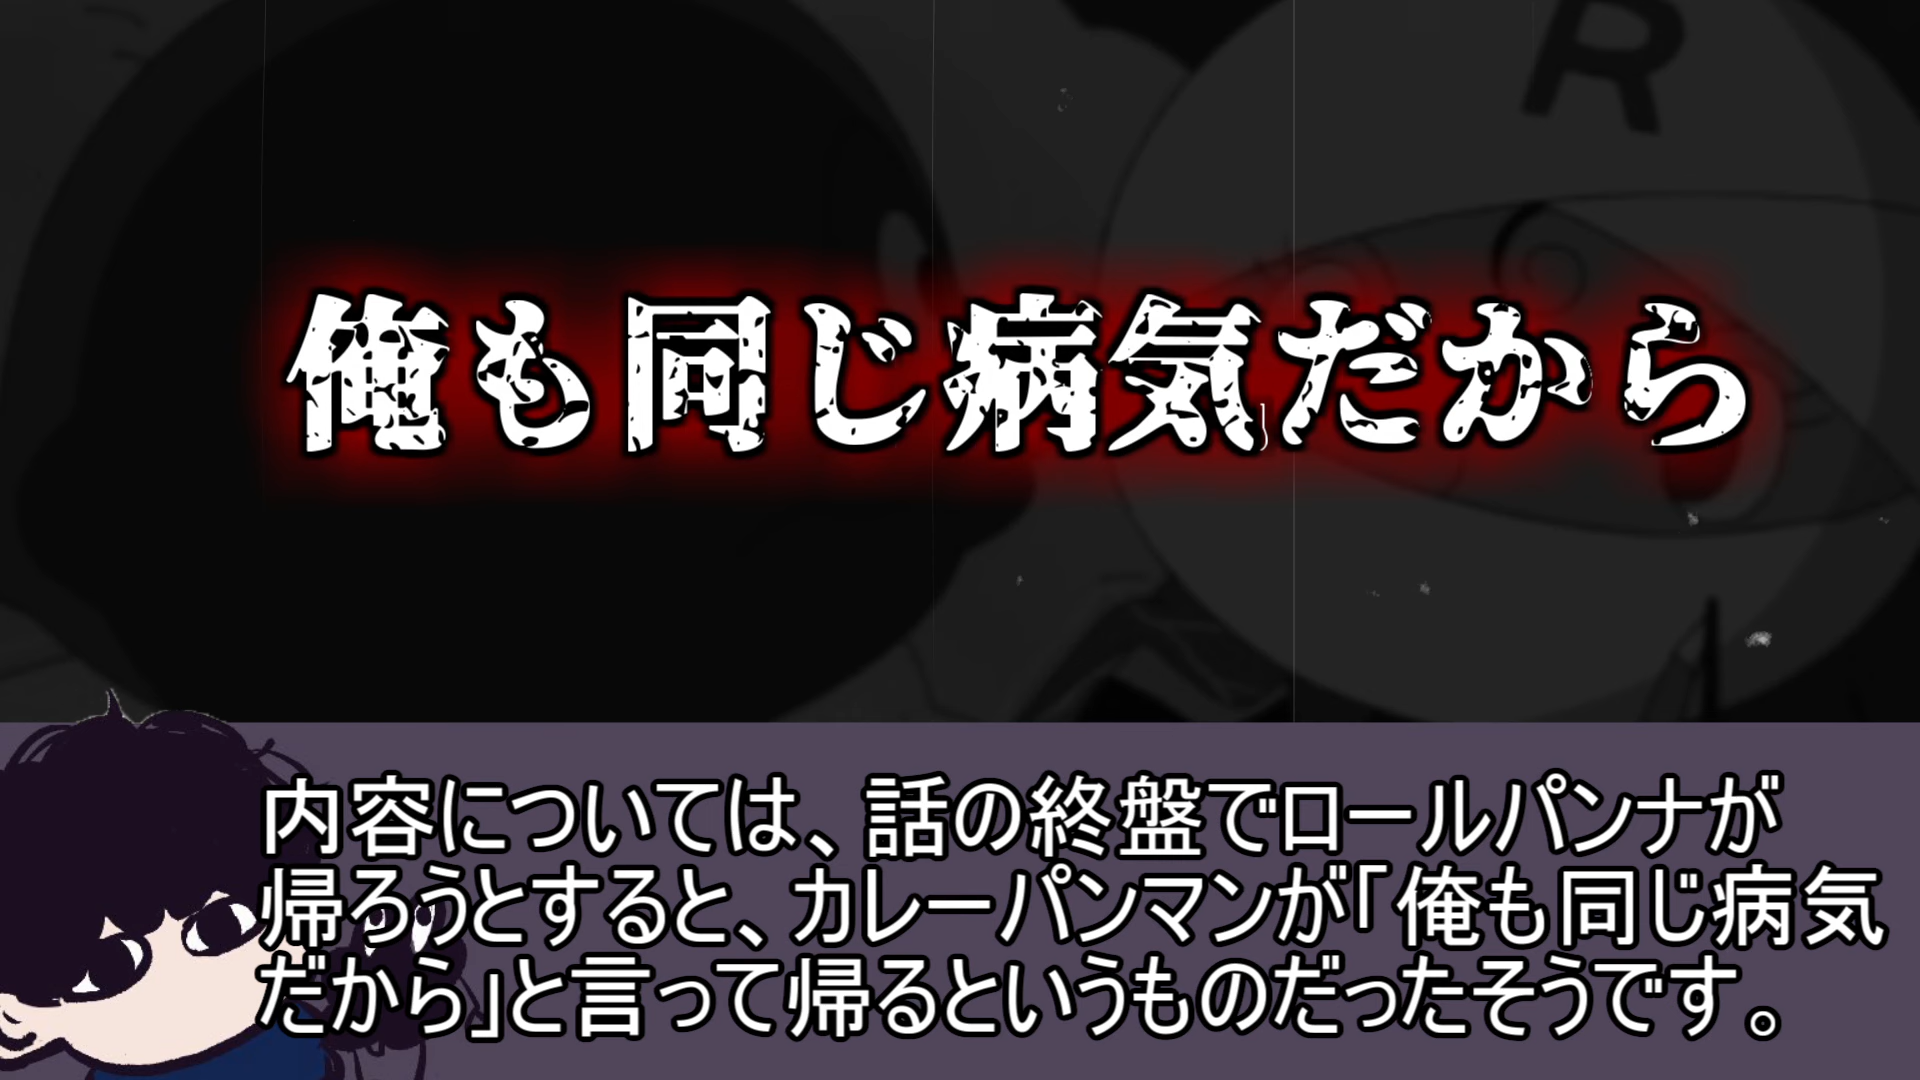 R
俺も同じ病気だから
内容については、話の終盤でロールパンナが
帰ろうとすると、カレーパンマンが「俺も同じ病気
だから」と言って帰るというものだったそうです。